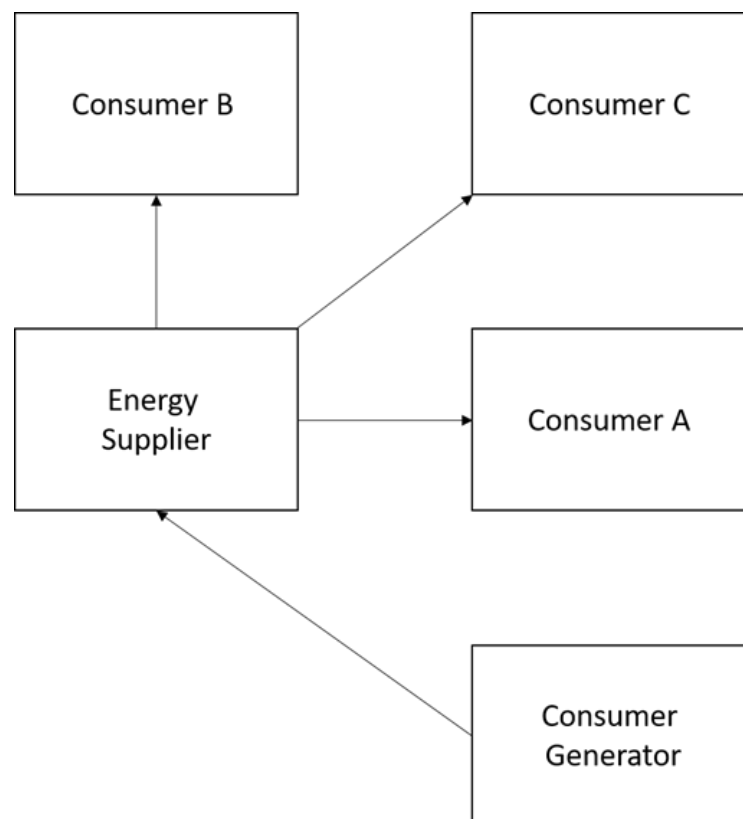 Consumer B
Consumer C
Energy
Supplier
Consumer A
Consumer
Generator